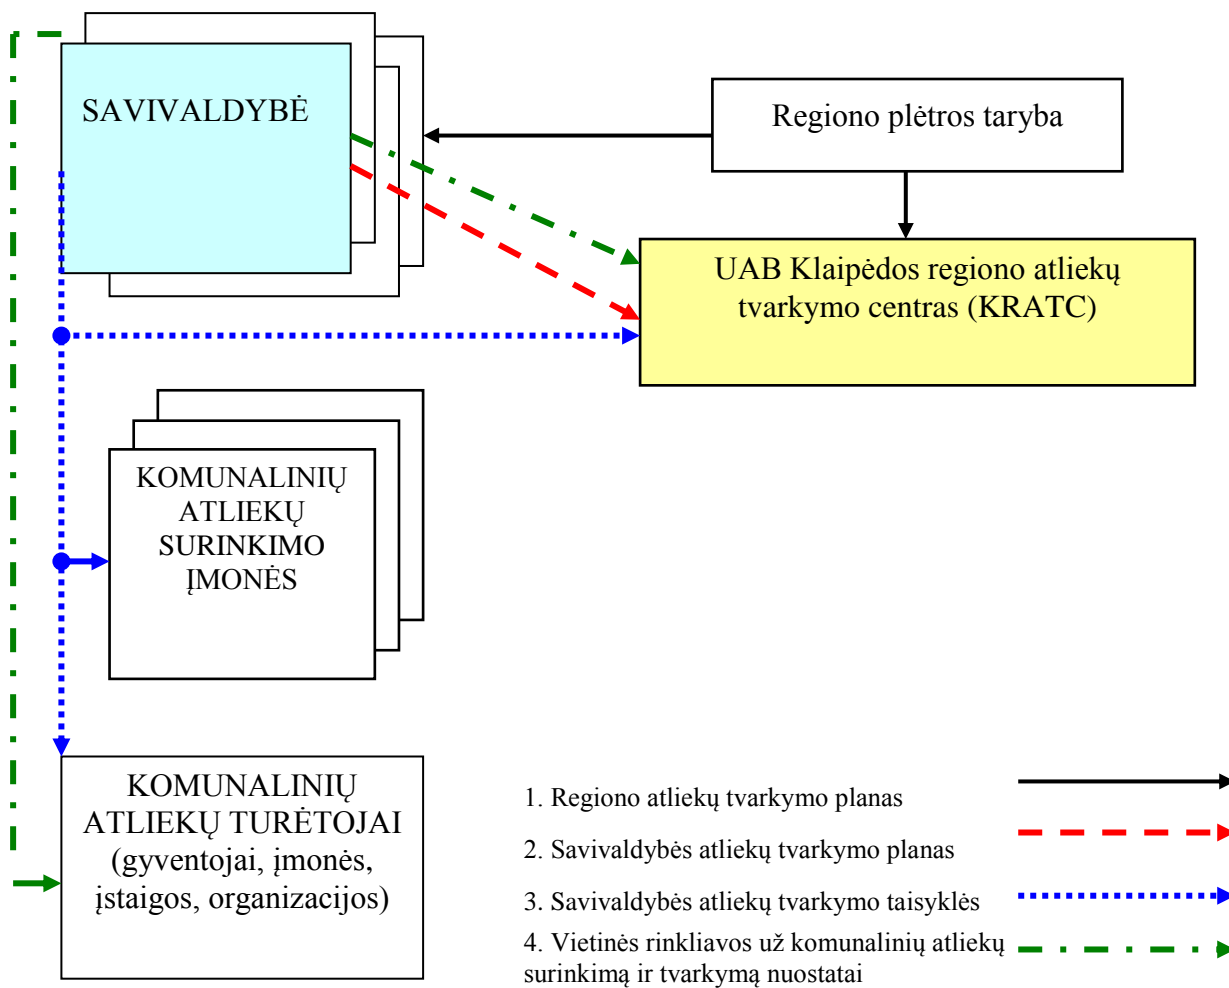 SAVIVALDYBĖ
Regiono plėtros taryba
UAB Klaipėdos regiono atliekų
tvarkymo centras (KRATC)
KOMUNALINIŲ
ATLIEKŲ
SURINKIMO
ĮMONĖS
KOMUNALINIŲ
ATLIEKŲ TURĖTOJAI
(gyventojai, įmonės,
įstaigos, organizacijos)
1. Regiono atliekų tvarkymo planas
2. Savivaldybės atliekų tvarkymo planas
3. Savivaldybės atliekų tvarkymo taisyklės
4. Vietinės rinkliavos už komunalinių atliekų
surinkimą ir tvarkymą nuostatai